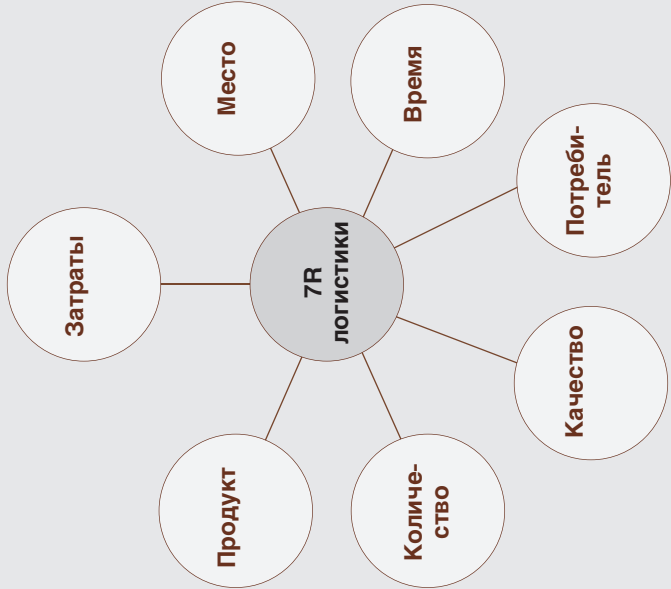 Затраты
Место
Время
Потреби-
тель
Качество
Количе-
ство
Продукт
7R
логистики